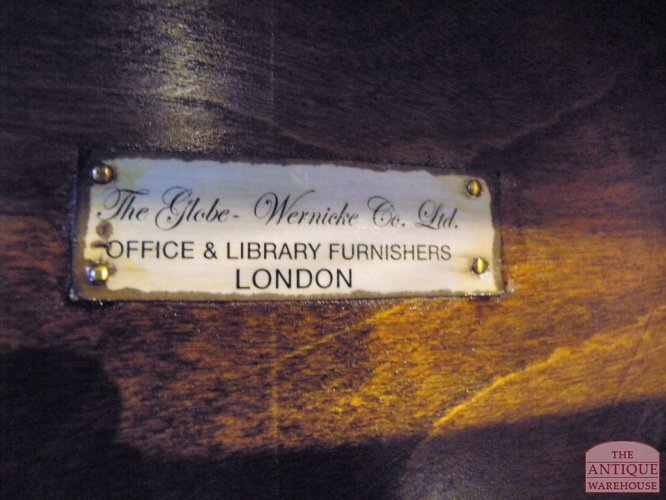 The Globe- Wernicke Co. Ltd.
OFFICE & LIBRARY FURNISHERS
LONDON
THE
ANTIQUE
WAREHOUSE